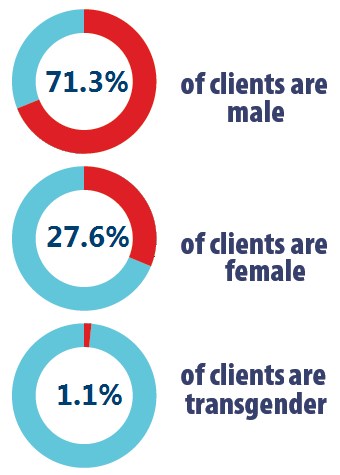 71.3%
of clients are
male
27.6%
of clients are
female
1.1%
of clients are
transgender